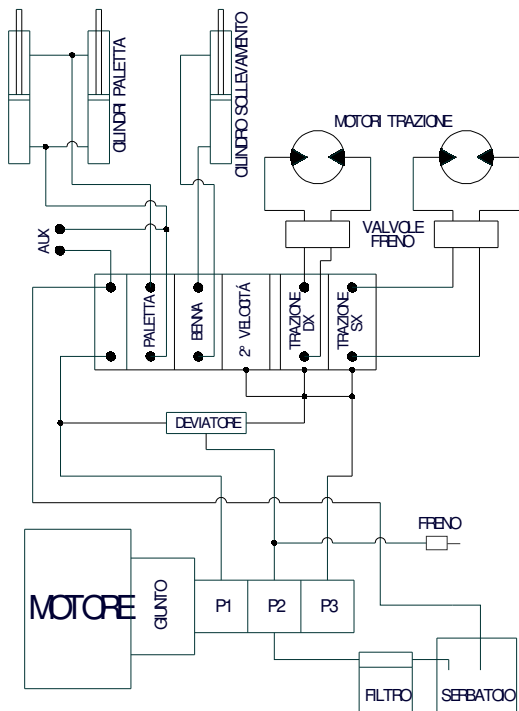 CILINDRI PALETTA
CILINDRO SOLLEVAMENTO
MOTORI TRAZIONE
VALVOLE
FRENO
AUX
PALETTA
BENNA
2° VELOCITÁ
TRAZIONE
DX
TRAZIONE
SX
DEVIATORE
FRENO
MOTORE
GIUNTO
P1
P2
P3
FILTRO
SERBATOIO